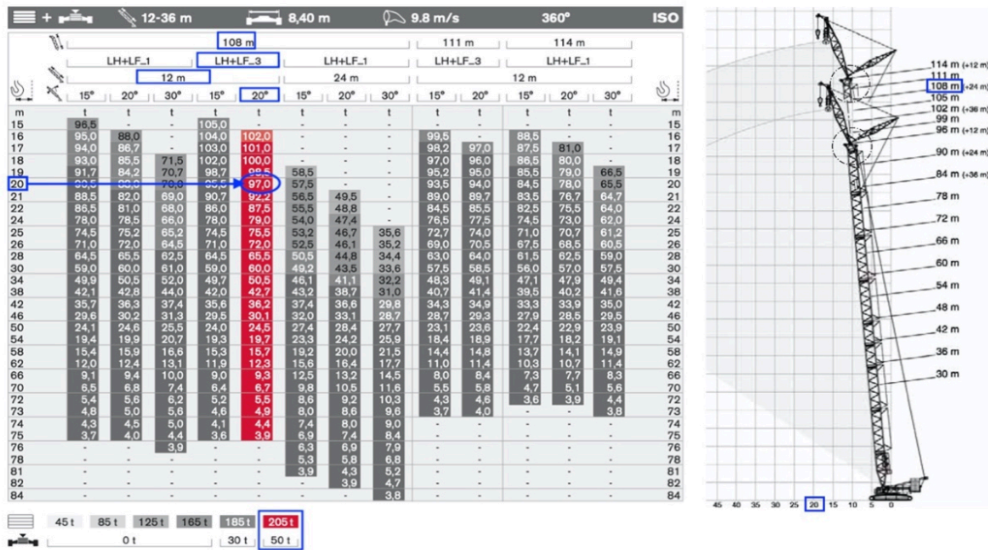 + 12-36 m 8,40 m 9.8 m/s 360° ISO
108 m 111 m 114 m
LH+LF_1 LH+LF_3 LH+LF_1 LH+LF_3 LH+LF_1
12 m 24 m 12 m
15° 20° 30° 15° 20° 15° 20° 30° 15° 20° 15° 20° 30°
m t t t t t t t t t t t t t m
15 96,5 - - 105,0 - - - - - - - - - 15
16 95,0 88,0 - 104,0 102,0 - - - 99,5 - 88,5 - - 16
17 94,0 86,7 - 103,0 101,0 - - - 98,2 97,0 87,5 81,0 - 17
18 93,0 85,5 71,5 102,0 100,0 - - - 97,0 96,0 86,5 80,0 - 18
19 91,7 84,2 70,7 98,7 98,5 58,5 - - 95,2 95,0 85,5 79,0 66,5 19
20 97,0 57,5 - - 93,5 94,0 84,5 78,0 65,5 20
21 88,5 82,0 69,0 90,7 92,2 56,5 49,5 - 89,0 89,7 83,5 76,7 64,7 21
22 86,5 81,0 68,0 86,0 87,5 55,5 48,8 - 84,5 85,5 82,5 75,5 64,0 22
24 78,0 78,5 66,0 78,0 79,0 54,0 47,4 - 76,5 77,5 74,5 73,0 62,0 24
25 74,5 75,2 65,2 74,5 75,5 53,2 46,7 35,6 72,7 74,0 71,0 70,7 61,2 25
26 71,0 72,0 64,5 71,0 72,0 52,5 46,1 35,2 69,0 70,5 67,5 68,5 60,5 26
28 64,5 65,5 62,5 64,5 65,5 50,5 44,8 34,4 63,0 64,0 61,5 62,5 59,0 28
30 59,0 60,0 61,0 59,0 60,0 49,2 43,5 33,6 57,5 58,5 56,0 57,0 57,5 30
34 49,9 50,5 52,0 49,7 50,5 46,1 41,1 32,2 48,3 49,1 47,1 47,9 49,4 34
38 42,1 42,8 44,0 42,0 42,7 43,2 38,7 31,0 40,7 41,4 39,5 40,2 41,6 38
42 35,7 36,3 37,4 35,6 36,2 37,4 36,6 29,8 34,3 34,9 33,3 33,9 35,0 42
46 29,6 30,2 31,3 29,5 30,1 32,0 33,1 28,7 28,7 29,3 27,9 28,5 29,5 46
50 24,1 24,6 25,5 24,0 24,5 27,4 28,4 27,7 23,1 23,6 22,4 22,9 23,9 50
54 19,4 19,9 20,7 19,3 19,7 23,3 24,2 25,9 18,4 18,9 17,7 18,2 19,1 54
58 15,4 15,9 16,6 15,3 15,7 19,2 20,0 21,5 14,4 14,8 13,7 14,1 14,9 58
62 12,0 12,4 13,1 11,9 12,3 15,6 16,4 17,7 11,0 11,4 10,3 10,7 11,4 62
66 9,1 9,4 10,0 9,0 9,3 12,5 13,2 14,5 8,0 8,4 7,3 7,7 8,3 66
70 6,5 6,8 7,4 6,4 6,7 9,8 10,5 11,6 5,5 5,8 4,7 5,1 5,6 70
72 5,4 5,6 6,2 5,2 5,5 8,6 9,2 10,3 4,3 4,6 3,6 3,9 4,4 72
73 4,8 5,0 5,6 4,6 4,9 8,0 8,6 9,6 3,7 4,0 - - 3,8 73
74 4,3 4,5 5,0 4,1 4,4 7,4 8,0 9,0 - - - - - 74
75 3,7 4,0 4,4 3,6 3,9 6,9 7,4 8,4 - - - - - 75
76 - - 3,9 - - 6,3 6,9 7,9 - - - - - 76
78 - - - - - 5,3 5,8 6,8 - - - - - 78
81 - - - - - 3,9 4,3 5,2 - - - - - 81
82 - - - - - - 3,9 4,7 - - - - - 82
84 - - - - - - - 3,8 - - - - - 84
45 t 85 t 125 t 165 t 185 t 205 t
0 t 30 t 50 t
114 m (+12 m)
111 m
108 m (+24 m)
105 m
102 m (+36 m)
99 m
96 m (+12 m)
90 m (+24 m)
84 m (+36 m)
78 m
72 m
66 m
60 m
54 m
48 m
42 m
36 m
30 m
45 40 35 30 25 20 15 10 5 0